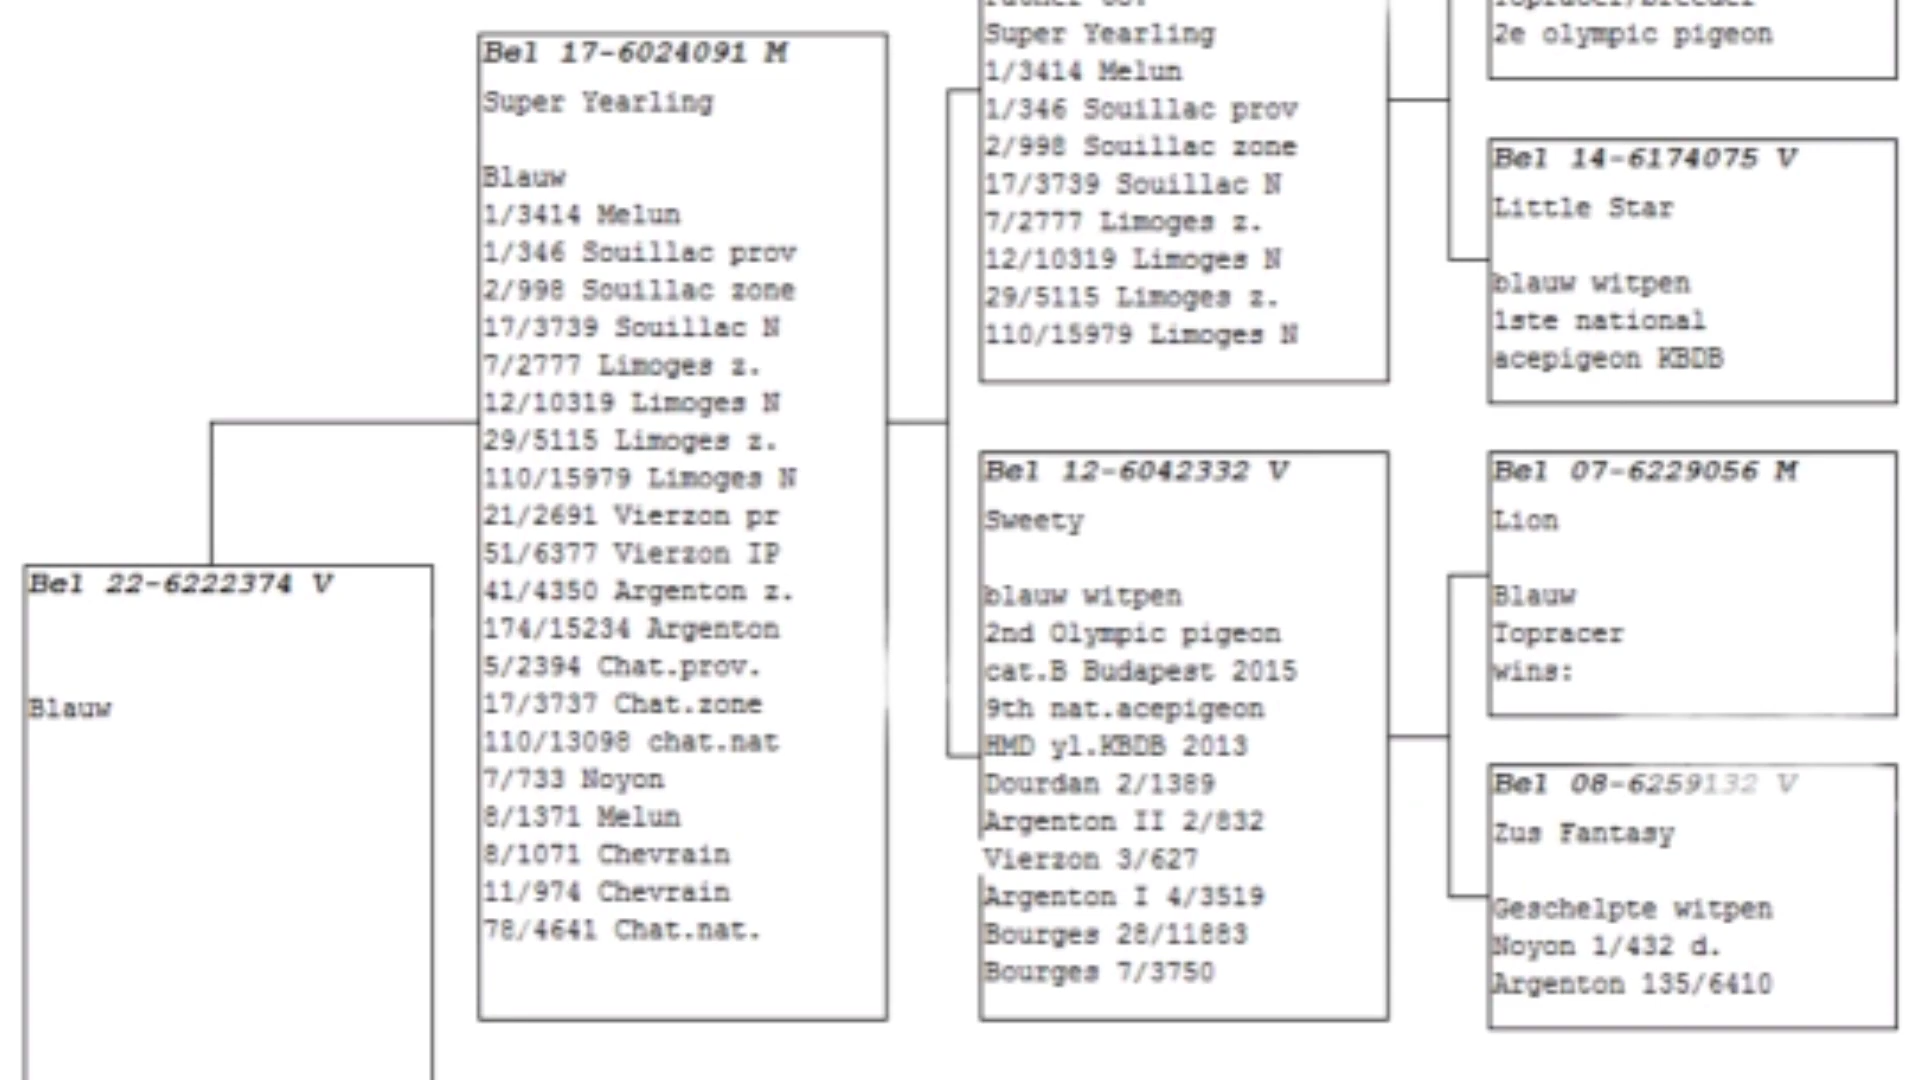 Bel 22-6222374 V
Blauw
Bel 17-6024091 M
Super Yearling
Blauw
1/3414 Melun
1/346 Souillac prov
2/998 Souillac zone
17/3739 Souillac N
7/2777 Limoges z.
12/10319 Limoges N
29/5115 Limoges z.
110/15979 Limoges N
21/2691 Vierzon pr
51/6377 Vierzon IP
41/4350 Argenton z.
174/15234 Argenton
5/2394 Chat.prov.
17/3737 Chat.zone
110/13098 chat.nat
7/733 Noyon
8/1371 Melun
8/1071 Chevrain
11/974 Chevrain
78/4641 Chat.nat.
Super Yearling
1/3414 Melun
1/346 Souillac prov
2/998 Souillac zone
17/3739 Souillac N
7/2777 Limoges z.
12/10319 Limoges N
29/5115 Limoges z.
110/15979 Limoges N
Bel 12-6042332 V
Sweety
blauw witpen
2nd Olympic pigeon
cat.B Budapest 2015
9th nat.acepigeon
HMD yl.KBDB 2013
Dourdan 2/1389
Argenton II 2/832
Vierzon 3/627
Argenton I 4/3519
Bourges 28/11883
Bourges 7/3750
2e olympic pigeon
Bel 14-6174075 V
Little Star
blauw witpen
1ste national
acepigeon KBDB
Bel 07-6229056 M
Lion
Blauw
Topracer
wins:
Bel 08-6259132 V
Zus Fantasy
Geschelpte witpen
Noyon 1/432 d.
Argenton 135/6410